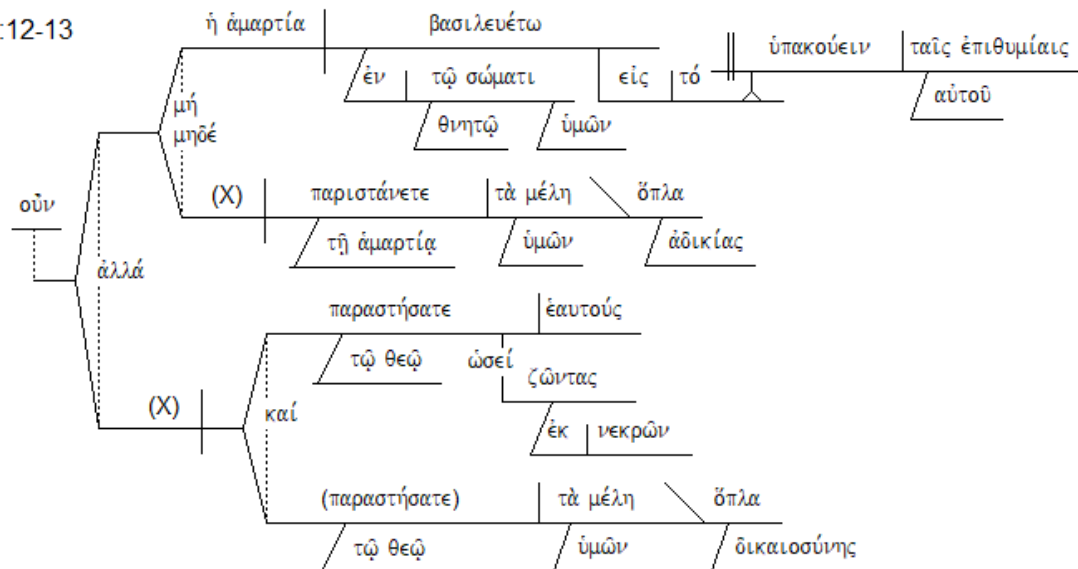 :12-13
ἡ ἁμαρτία βασιλευέτω ὑπακούειν ταῖς ἐπιθυμίαις
ἐν τῷ σώματι εἰς τό αὐτοῦ
μή θνητῷ ὑμῶν
μηδέ
οὖν (X) παριστάνετε τὰ μέλη ὅπλα
τῇ ἁμαρτίᾳ ὑμῶν ἀδικίας
ἀλλά
παραστήσατε ἑαυτούς
τῷ θεῷ ὡσεί
ζῶντας
(X) καί
ἐκ νεκρῶν
(παραστήσατε) τὰ μέλη ὅπλα
τῷ θεῷ ὑμῶν δικαιοσύνης